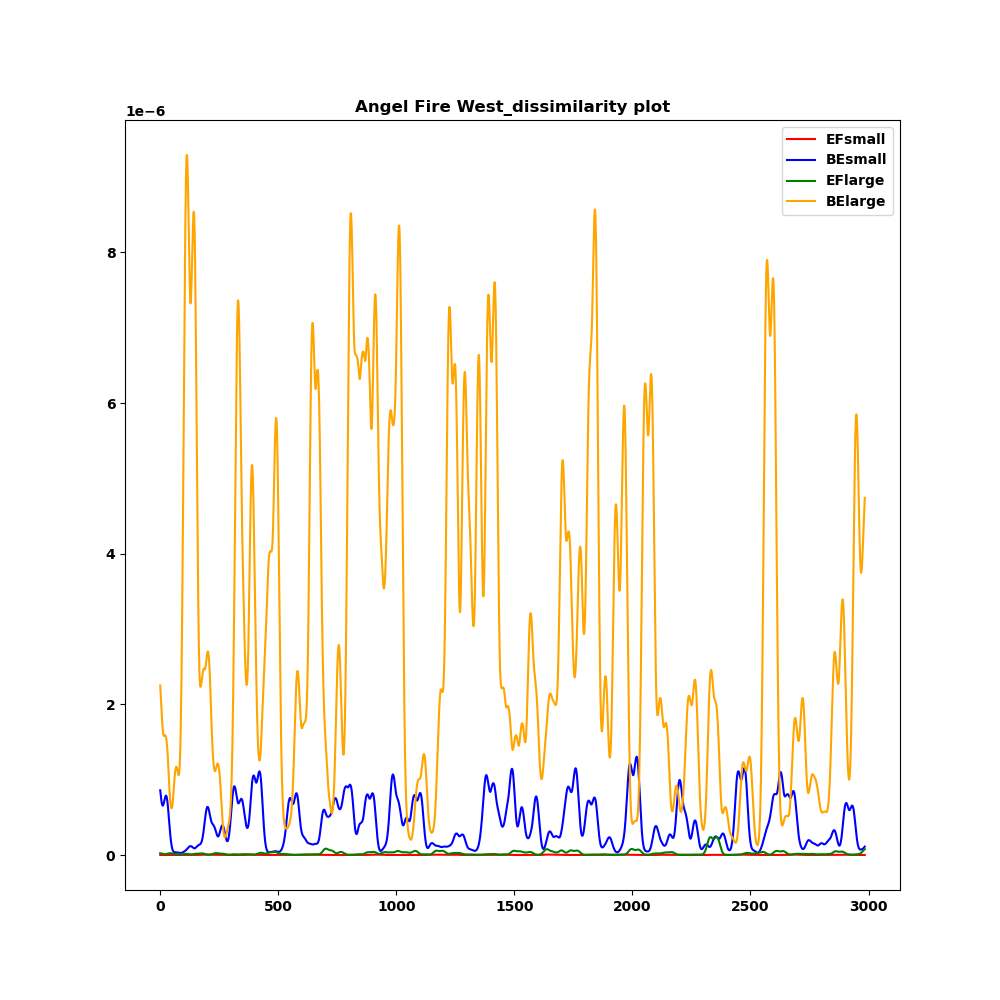 Angel Fire West_dissimilarity plot
1e−6
EFsmall
BEsmall
EFlarge
BElarge
8
6
4
2
0
0 500 1000 1500 2000 2500 3000